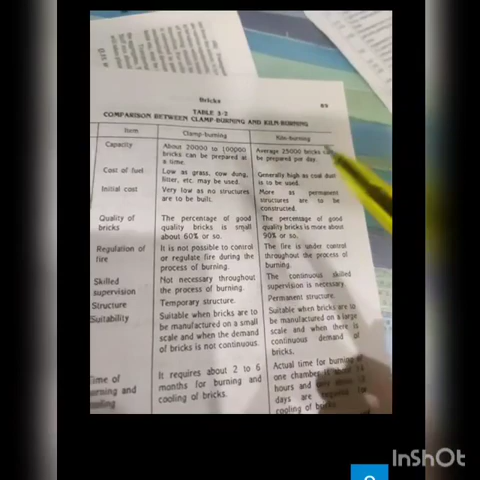 Bricks
89
TABLE 3-2
COMPARISON BETWEEN CLAMP-BURNING AND KILN-BURNING
Item
Clamp-burning
Kiln-burning
Capacity
About 20000 to 100000
bricks can be prepared at
a time.
Average 25000 bricks can
be prepared per day.
Cost of fuel
Low as grass, cow dung,
litter, etc. may be used.
Generally high as coal dust
is to be used.
Initial cost
Very low as no structures
are to be built.
More as permanent
structures are to be
constructed.
Quality of
bricks
The percentage of good
quality bricks is small
about 60% or so.
The percentage of good
quality bricks is more about
90% or so.
Regulation of
fire
It is not possible to control
or regulate fire during the
process of burning.
The fire is under control
throughout the process of
burning.
Skilled
supervision
Not necessary throughout
the process of burning.
The continuous skilled
supervision is necessary.
Structure
Temporary structure.
Permanent structure.
Suitability
Suitable when bricks are to
be manufactured on a small
scale and when the demand
of bricks is not continuous.
Suitable when bricks are to
be manufactured on a large
scale and when there is
continuous demand of
bricks.
Time of
burning and
cooling
It requires about 2 to 6
months for burning and
cooling of bricks.
Actual time for burning of
one chamber is about
hours and only about
days are required for
cooling of bricks
InShOt